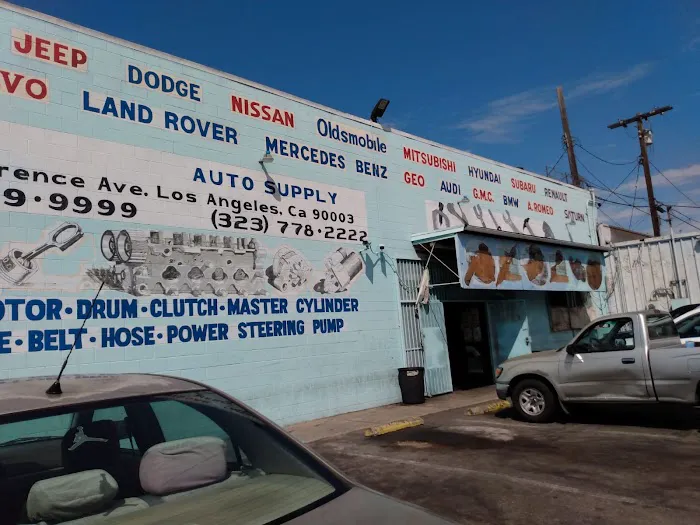 JEEP DODGE NISSAN Oldsmobile MITSUBISHI HYUNDAI SUBARU RENAULT
VO LAND ROVER MERCEDES BENZ GEO AUDI G.M.C. BMW A.ROMEO SATURN
AUTO SUPPLY
rence Ave. Los Angeles, Ca 90003
9•9999 (323) 778•2222
OTOR•DRUM•CLUTCH•MASTER CYLINDER
E•BELT•HOSE•POWER STEERING PUMP